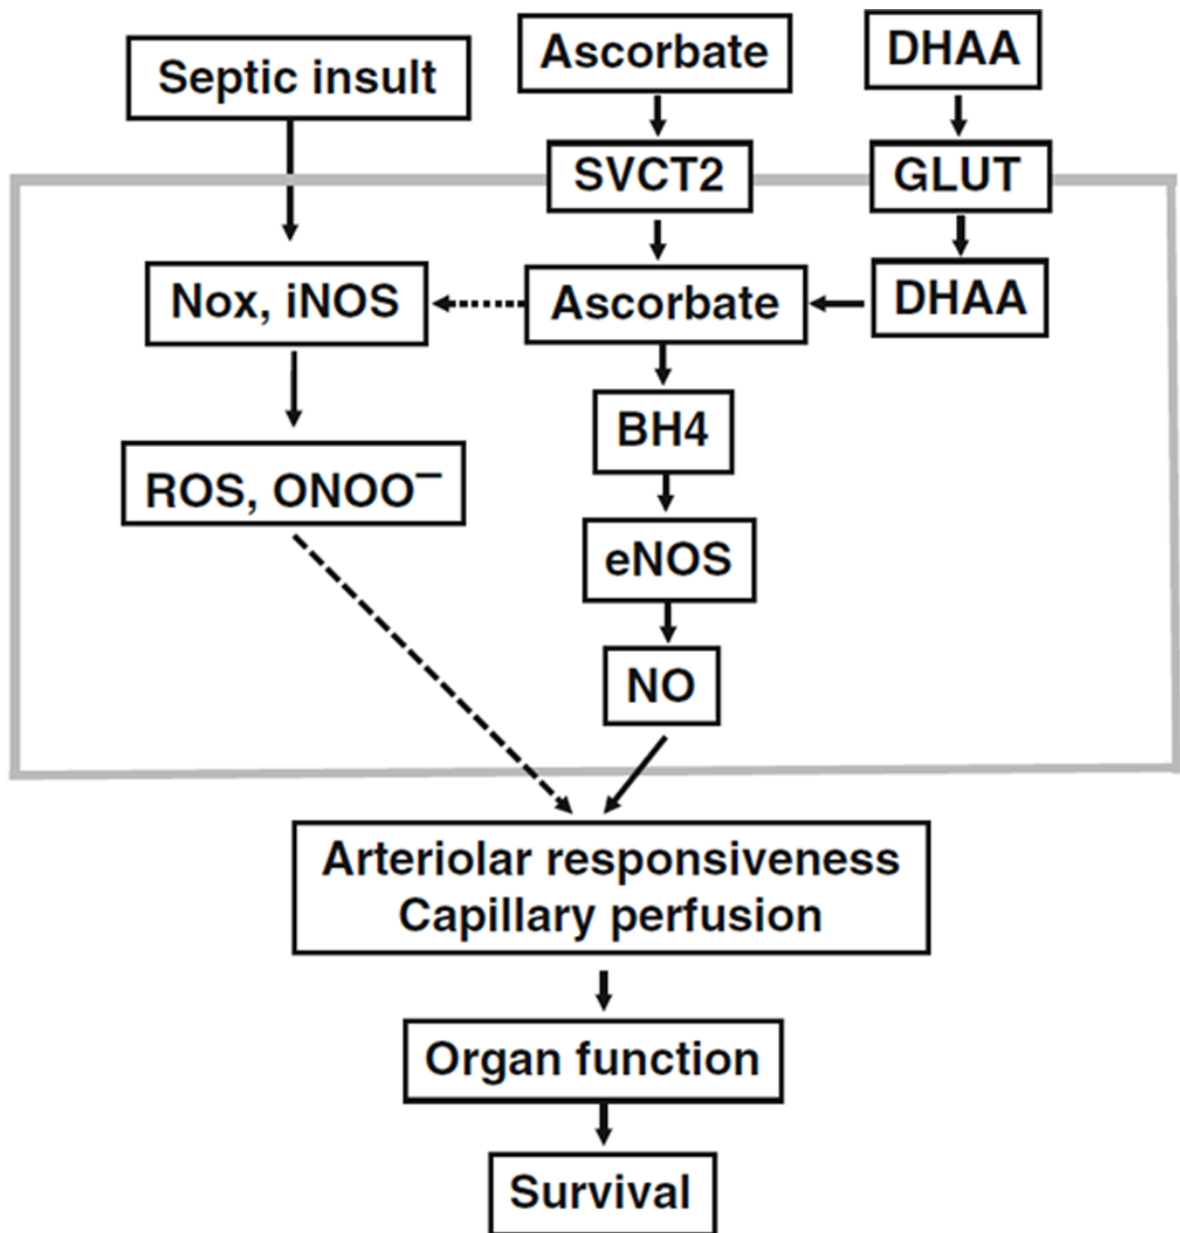 Septic insult
Ascorbate
DHAA
SVCT2
GLUT
Nox, iNOS
Ascorbate
DHAA
BH4
ROS, ONOO⁻
eNOS
NO
Arteriolar responsiveness
Capillary perfusion
Organ function
Survival